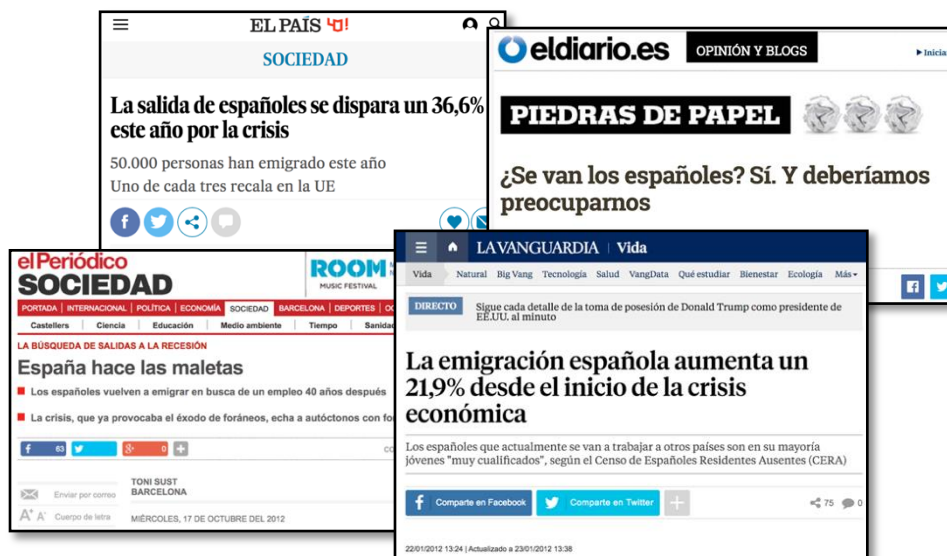 EL PAÍS
SOCIEDAD
La salida de españoles se dispara un 36,6%
este año por la crisis
50.000 personas han emigrado este año
Uno de cada tres recala en la UE
eldiario.es
OPINIÓN Y BLOGS
PIEDRAS DE PAPEL
¿Se van los españoles? Sí. Y deberíamos
preocuparnos
el Periódico
SOCIEDAD
ROOM
MUSIC FESTIVAL
PORTADA INTERNACIONAL POLÍTICA ECONOMÍA SOCIEDAD BARCELONA DEPORTES
Castellers Ciencia Educación Medio ambiente Tiempo
LA BÚSQUEDA DE SALIDAS A LA RECESIÓN
España hace las maletas
Los españoles vuelven a emigrar en busca de un empleo 40 años después
La crisis, que ya provocaba el éxodo de foráneos, echa a autóctonos con
63
0
Enviar por correo
Cuerpo de letra
TONI SUST
BARCELONA
MIÉRCOLES, 17 DE OCTUBRE DEL 2012
LA VANGUARDIA | Vida
Vida Natural Big Vang Tecnología Salud VangData Qué estudiar Bienestar Ecología Más
DIRECTO
Sigue cada detalle de la toma de posesión de Donald Trump como presidente de
EE.UU. al minuto
La emigración española aumenta un
21,9% desde el inicio de la crisis
económica
Los españoles que actualmente se van a trabajar a otros países son en su mayoría
jóvenes "muy cualificados", según el Censo de Españoles Residentes Ausentes (CERA)
Comparte en Facebook
Comparte en Twitter
75
0
22/01/2012 13:24 | Actualizado a 23/01/2012 13:38